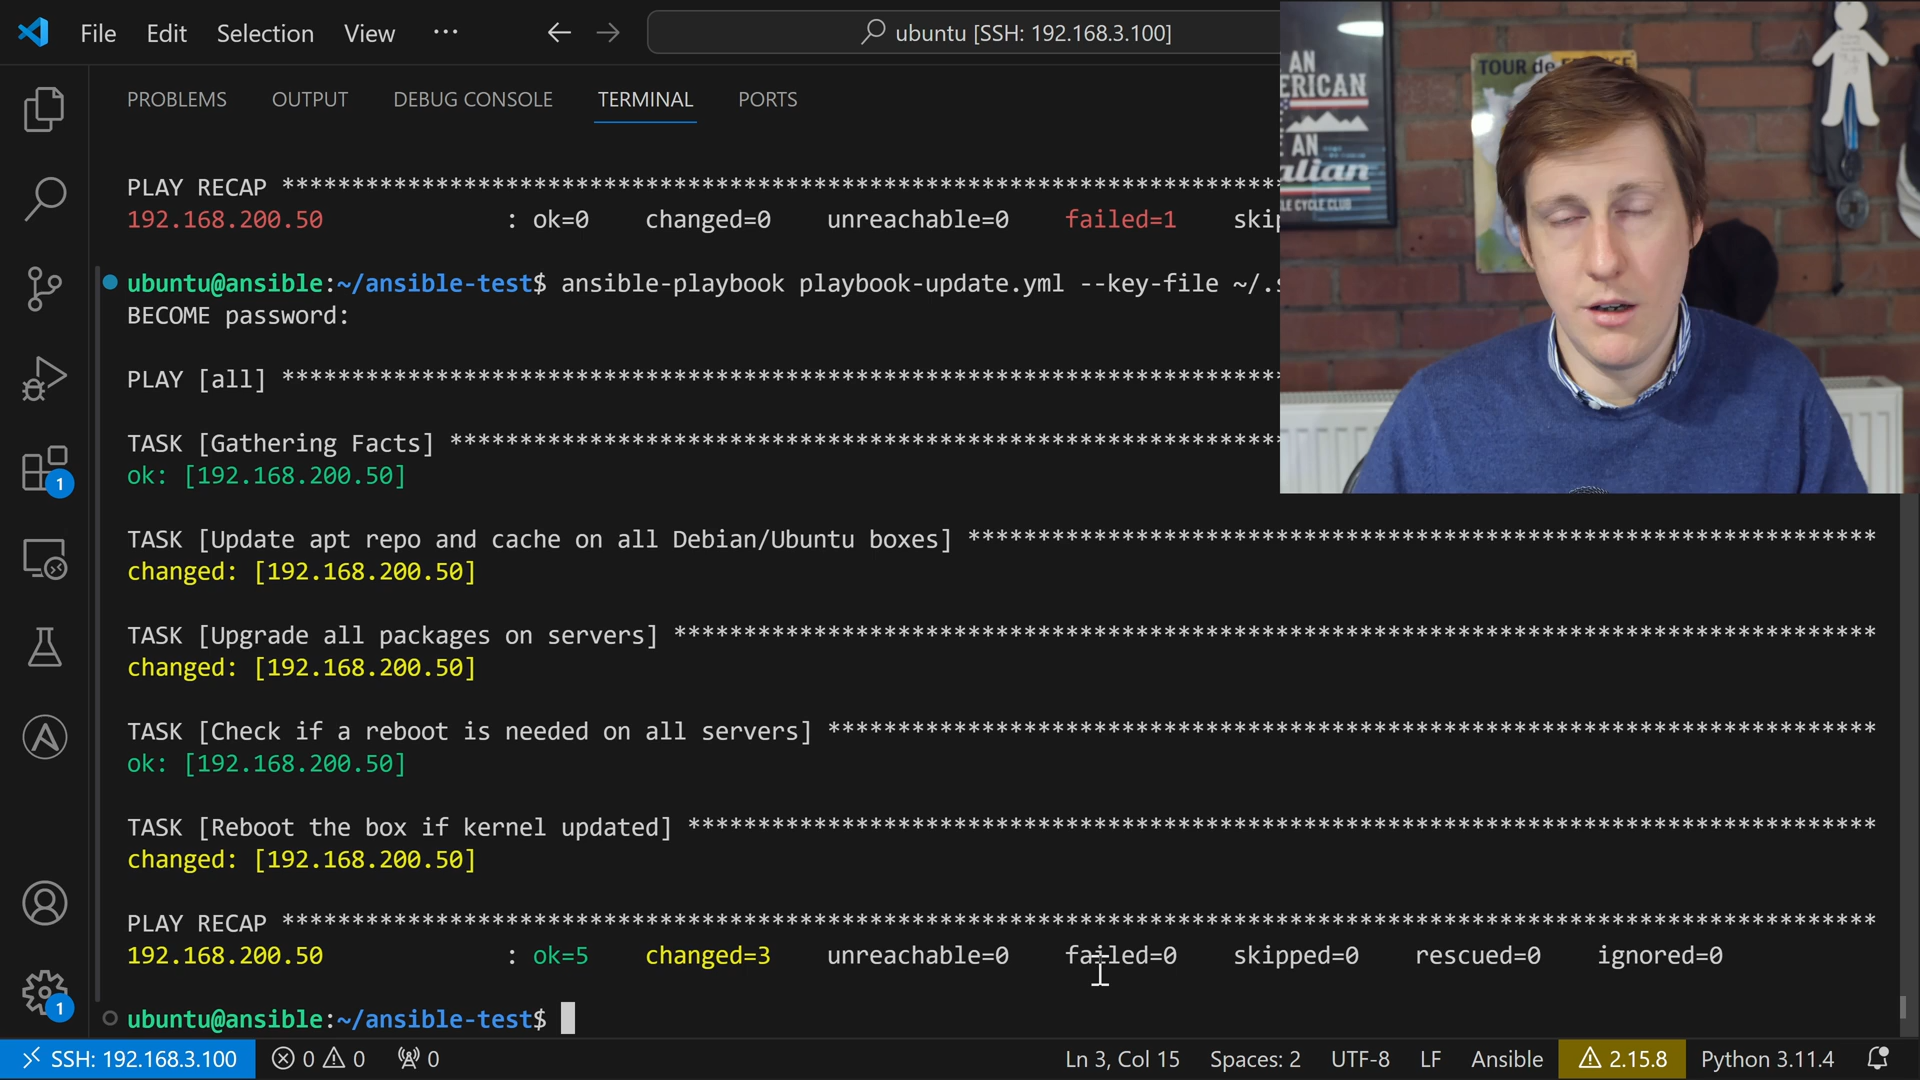 File Edit Selection View ··· ubuntu [SSH: 192.168.3.100]
PROBLEMS OUTPUT DEBUG CONSOLE TERMINAL PORTS
PLAY RECAP *************************************************************************
192.168.200.50 : ok=0 changed=0 unreachable=0 failed=1
ubuntu@ansible:~/ansible-test$ ansible-playbook playbook-update.yml --key-file ~/.
BECOME password:
PLAY [all] *************************************************************************
TASK [Gathering Facts] *************************************************************
ok: [192.168.200.50]
TASK [Update apt repo and cache on all Debian/Ubuntu boxes] *****************************************************************
changed: [192.168.200.50]
TASK [Upgrade all packages on servers] **************************************************************************************
changed: [192.168.200.50]
TASK [Check if a reboot is needed on all servers] ***************************************************************************
ok: [192.168.200.50]
TASK [Reboot the box if kernel updated] *************************************************************************************
changed: [192.168.200.50]
PLAY RECAP ******************************************************************************************************************
192.168.200.50 : ok=5 changed=3 unreachable=0 failed=0 skipped=0 rescued=0 ignored=0
ubuntu@ansible:~/ansible-test$
SSH: 192.168.3.100 0 0 0 Ln 3, Col 15 Spaces: 2 UTF-8 LF Ansible 2.15.8 Python 3.11.4
1
1
AN
ERICAN
AN
alian
LE CYCLE CLUB
TOUR de